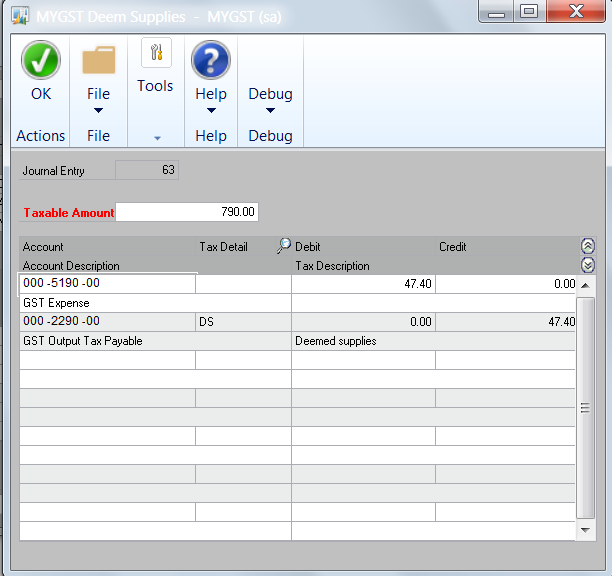 MYGST Deem Supplies - MYGST (sa)
OK File Tools Help Debug
Actions File Help Debug
Journal Entry 63
Taxable Amount 790.00
Account Tax Detail Debit Credit
Account Description Tax Description
000 -5190 -00 47.40 0.00
GST Expense
000 -2290 -00 DS 0.00 47.40
GST Output Tax Payable Deemed supplies